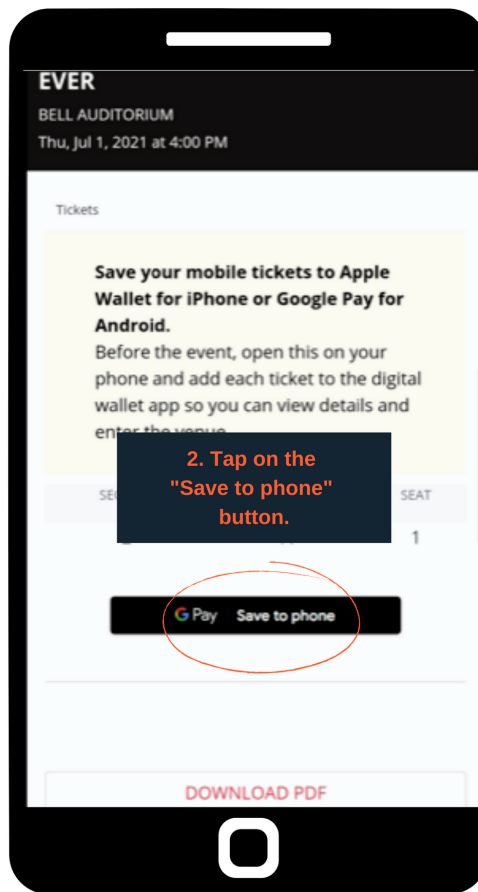 EVER
BELL AUDITORIUM
Thu, Jul 1, 2021 at 4:00 PM
Tickets
Save your mobile tickets to Apple
Wallet for iPhone or Google Pay for
Android.
Before the event, open this on your
phone and add each ticket to the digital
wallet app so you can view details and
enter the venue
2. Tap on the
"Save to phone"
button.
SEAT
1
G Pay Save to phone
DOWNLOAD PDF